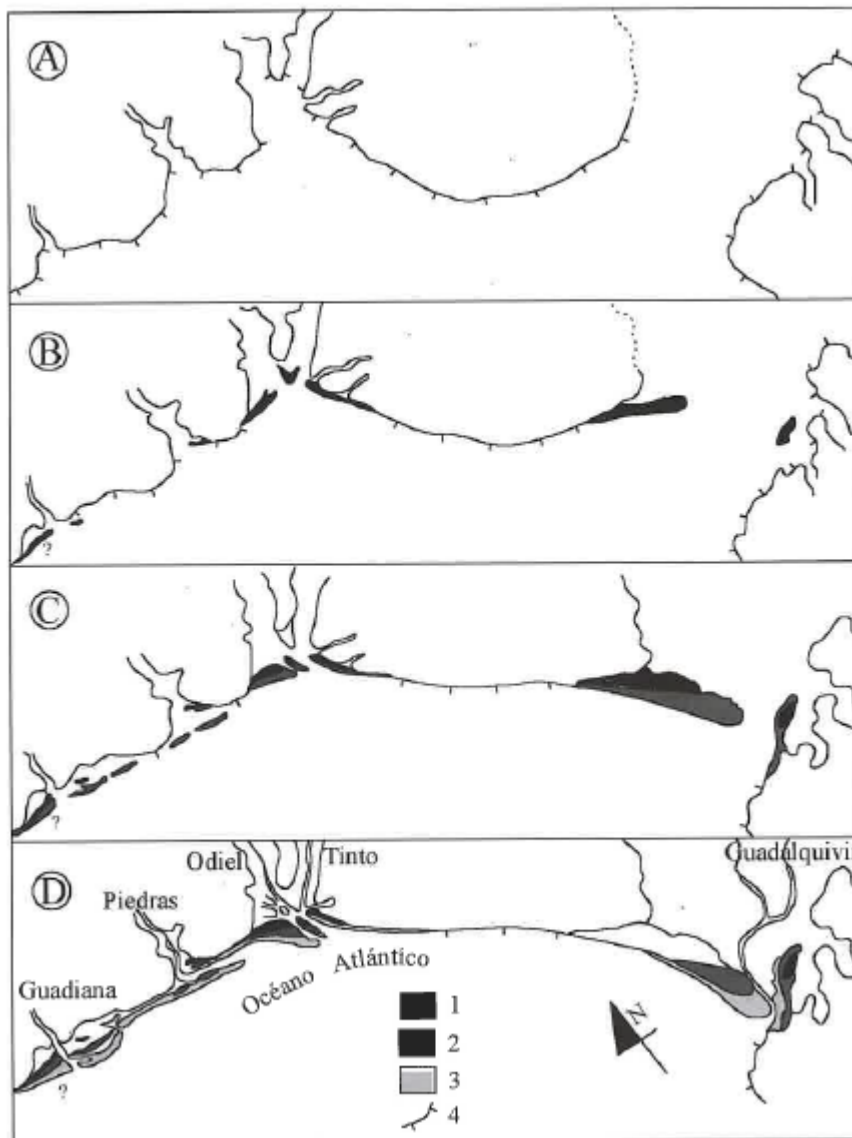 A
B
?
C
?
D
Odiel
Tinto
Guadalquivi
Piedras
Guadiana
Océano
Atlántico
?
1
2
3
4
N